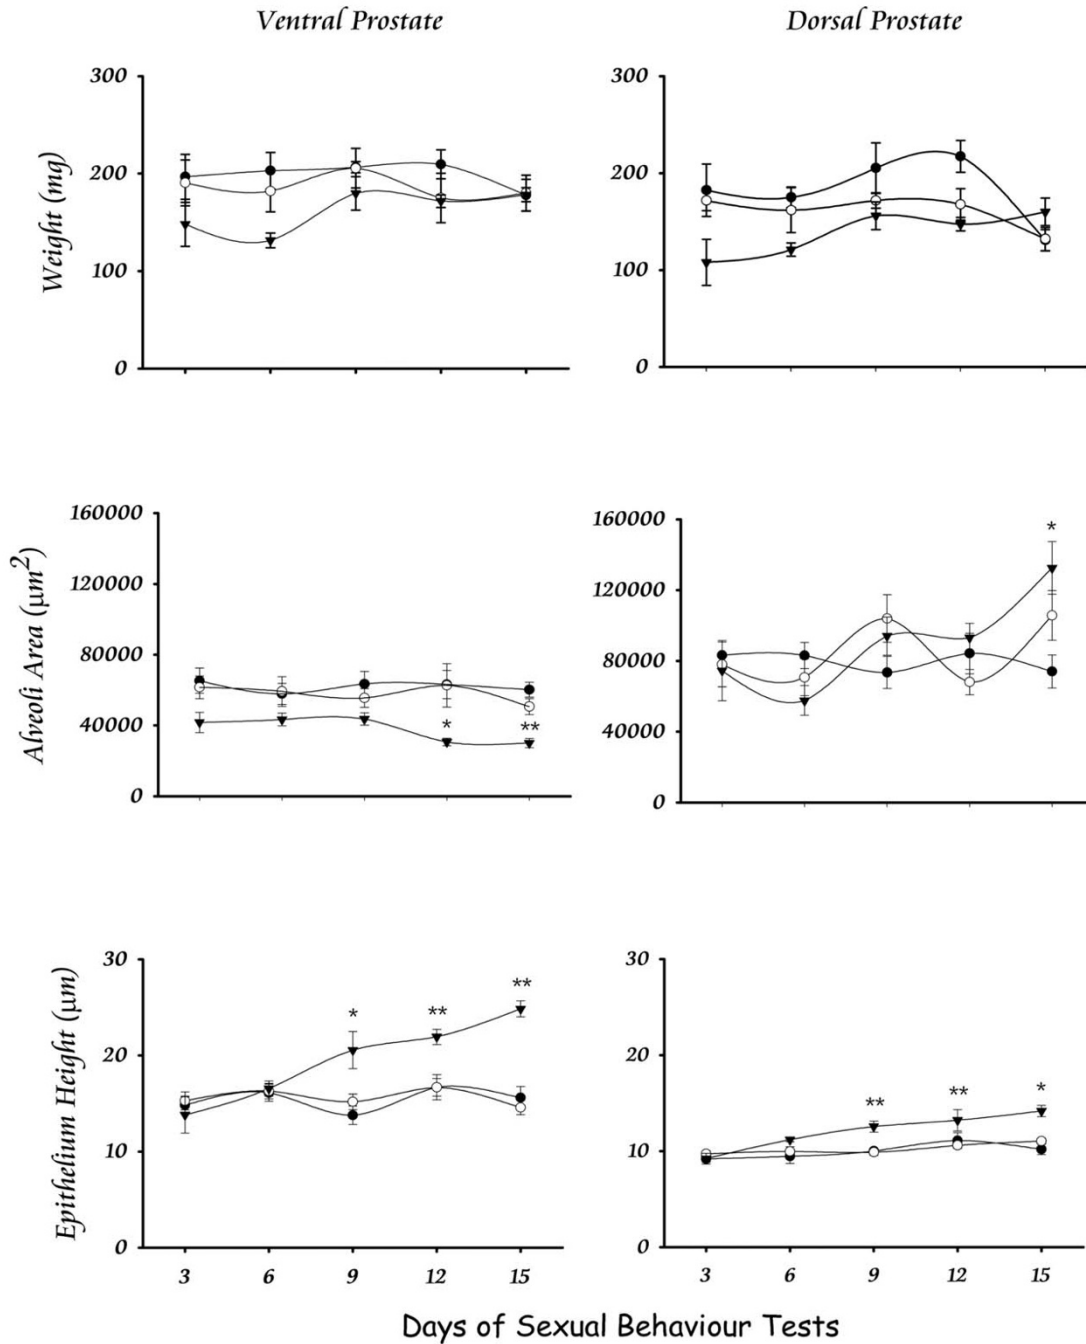 Ventral Prostate
Dorsal Prostate
Weight (mg)
300
200
100
0
300
200
100
0
Alveoli Area (μm²)
160000
120000
80000
40000
0
* **
160000
120000
80000
40000
0
*
Epithelium Height (μm)
30
20
10
0
* ** **
3 6 9 12 15
30
20
10
0
** ** *
3 6 9 12 15
Days of Sexual Behaviour Tests